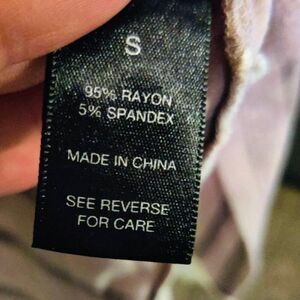 S
95% RAYON
5% SPANDEX
MADE IN CHINA
SEE REVERSE
FOR CARE